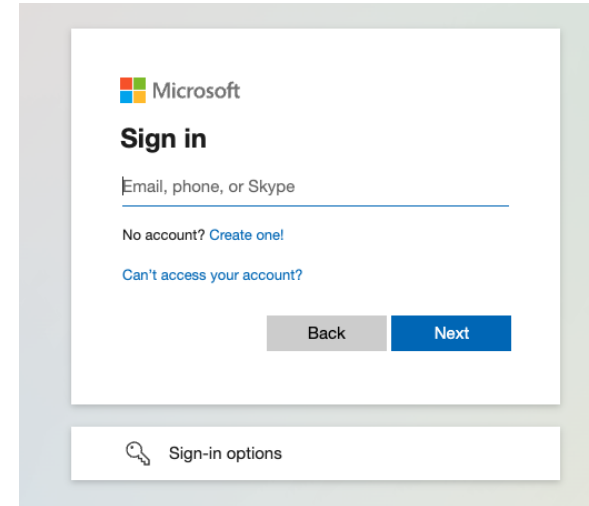 Microsoft
Sign in
Email, phone, or Skype
No account? Create one!
Can't access your account?
Back Next
Sign-in options